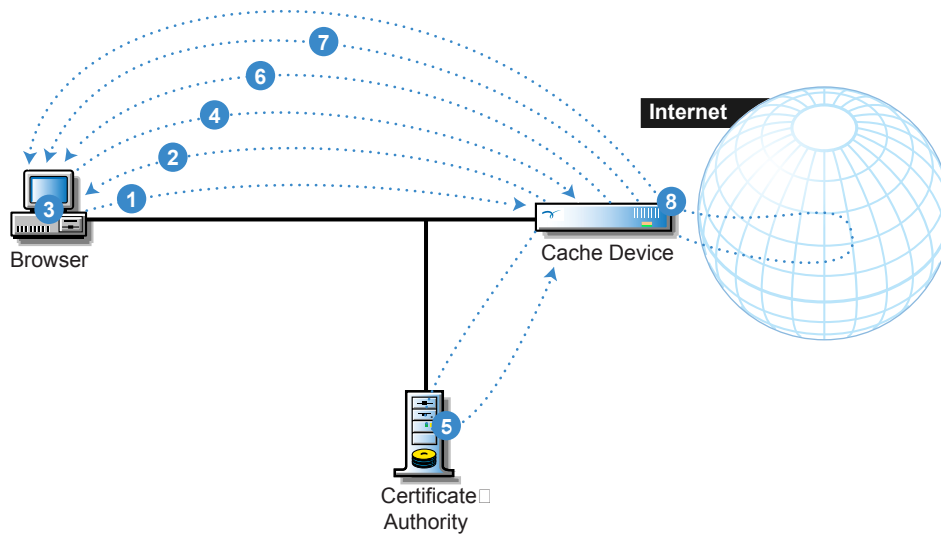 7
6
Internet
4
2
1
3
8
Browser
Cache Device
5
Certificate□
Authority